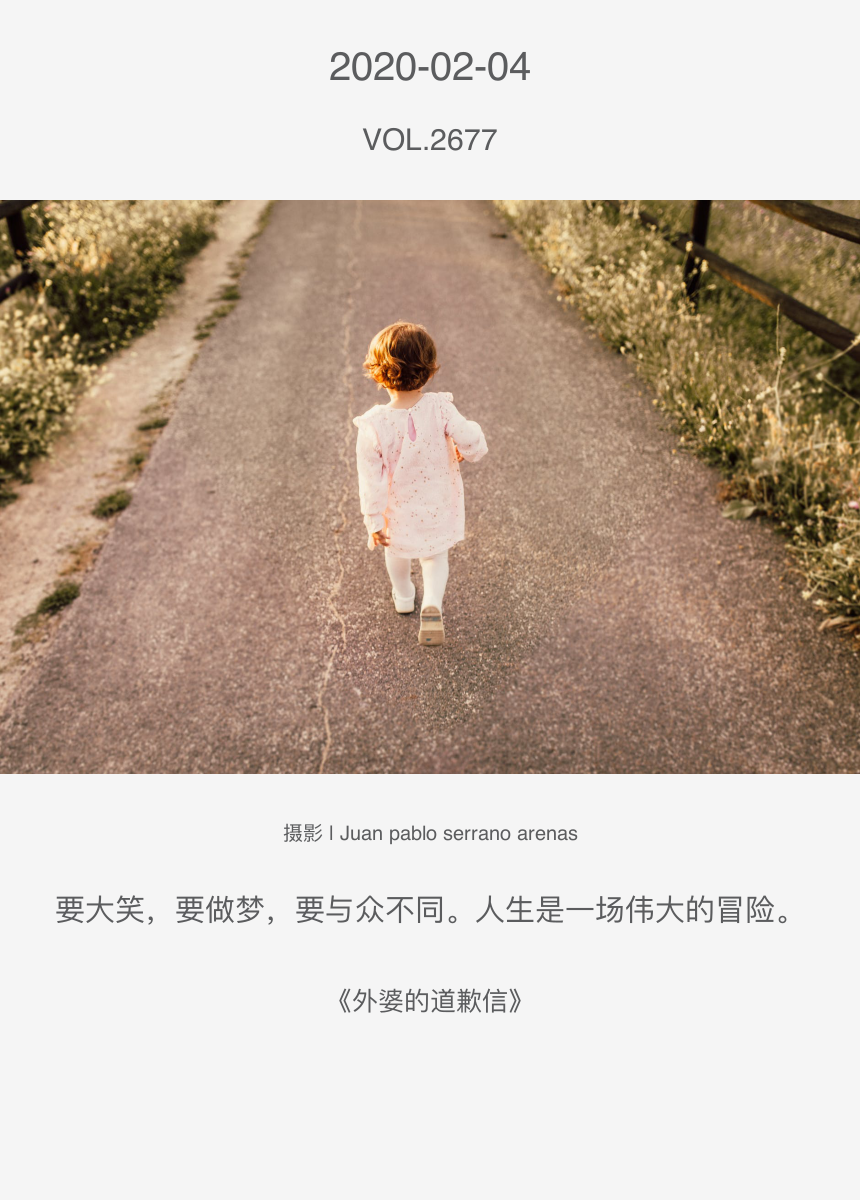 2020-02-04
VOL.2677
摄影 | Juan pablo serrano arenas
要大笑，要做梦，要与众不同。人生是一场伟大的冒险。
《外婆的道歉信》